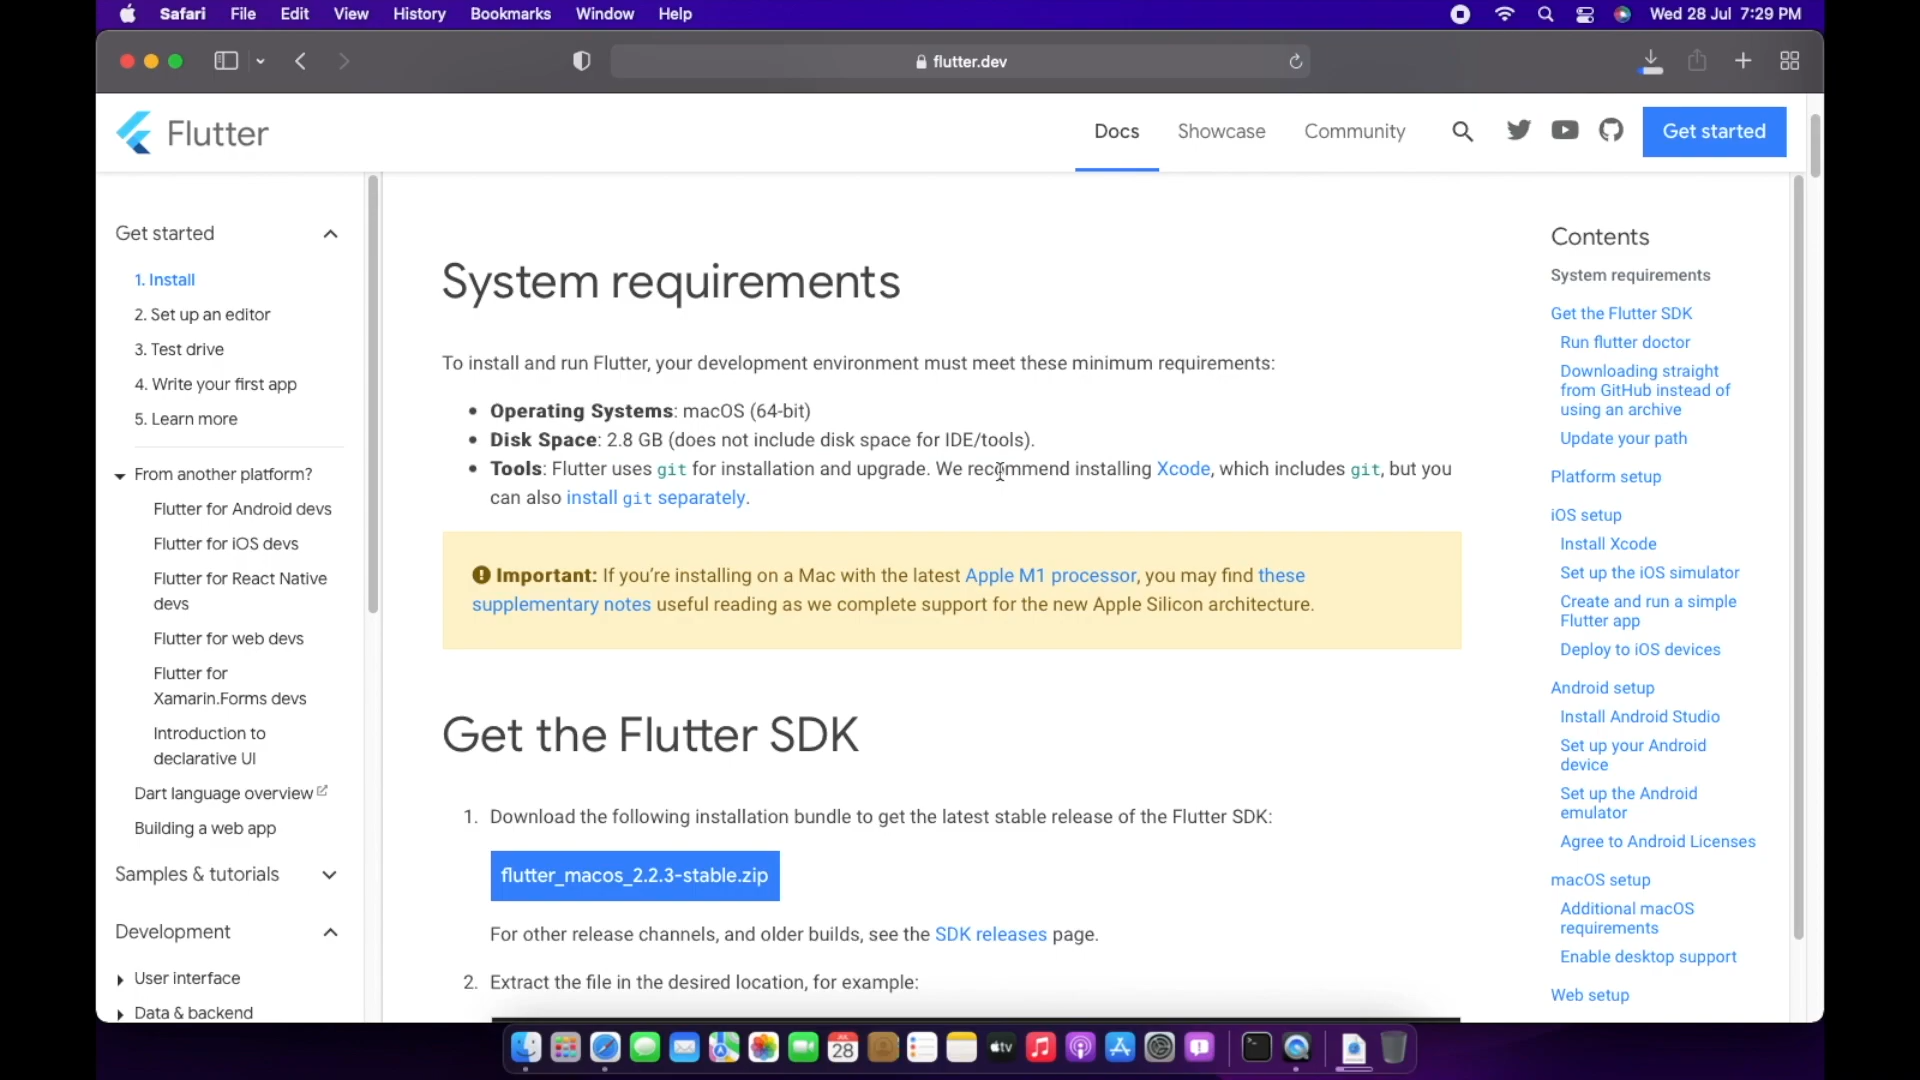 Safari File Edit View History Bookmarks Window Help Wed 28 Jul 7:29 PM
flutter.dev
Flutter Docs Showcase Community Get started
Get started
1. Install
2. Set up an editor
3. Test drive
4. Write your first app
5. Learn more
From another platform?
Flutter for Android devs
Flutter for iOS devs
Flutter for React Native
devs
Flutter for web devs
Flutter for
Xamarin.Forms devs
Introduction to
declarative UI
Dart language overview
Building a web app
Samples & tutorials
Development
User interface
Data & backend
System requirements
To install and run Flutter, your development environment must meet these minimum requirements:
• Operating Systems: macOS (64-bit)
• Disk Space: 2.8 GB (does not include disk space for IDE/tools).
• Tools: Flutter uses git for installation and upgrade. We recommend installing Xcode, which includes git, but you
can also install git separately.
Important: If you’re installing on a Mac with the latest Apple M1 processor, you may find these
supplementary notes useful reading as we complete support for the new Apple Silicon architecture.
Get the Flutter SDK
1. Download the following installation bundle to get the latest stable release of the Flutter SDK:
flutter_macos_2.2.3-stable.zip
For other release channels, and older builds, see the SDK releases page.
2. Extract the file in the desired location, for example:
Contents
System requirements
Get the Flutter SDK
Run flutter doctor
Downloading straight
from GitHub instead of
using an archive
Update your path
Platform setup
iOS setup
Install Xcode
Set up the iOS simulator
Create and run a simple
Flutter app
Deploy to iOS devices
Android setup
Install Android Studio
Set up your Android
device
Set up the Android
emulator
Agree to Android Licenses
macOS setup
Additional macOS
requirements
Enable desktop support
Web setup
JUL
28
tv